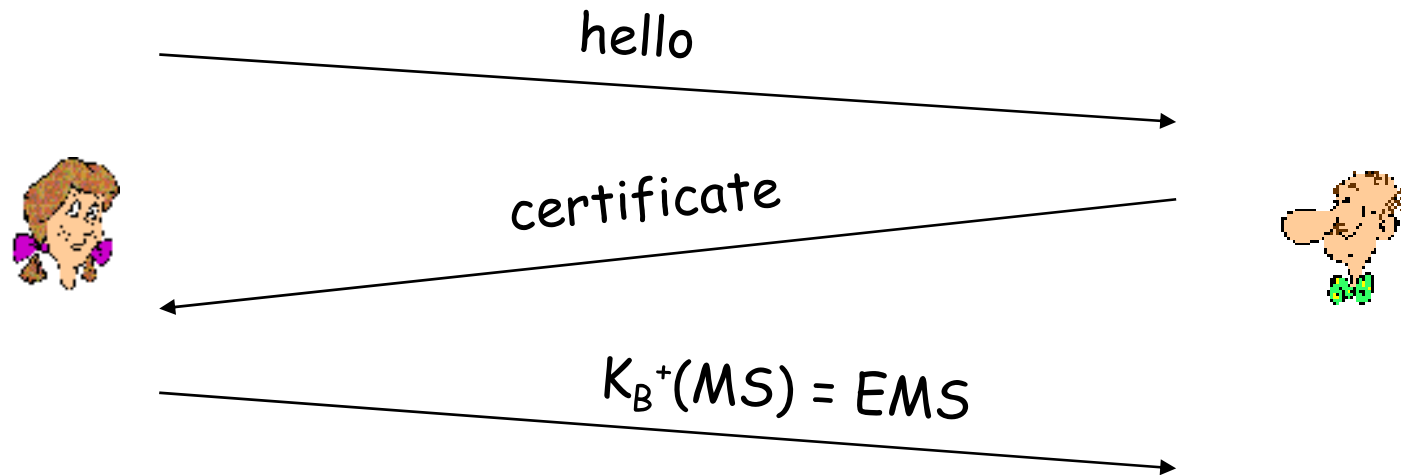 hello
certificate
K_B^+(MS) = EMS